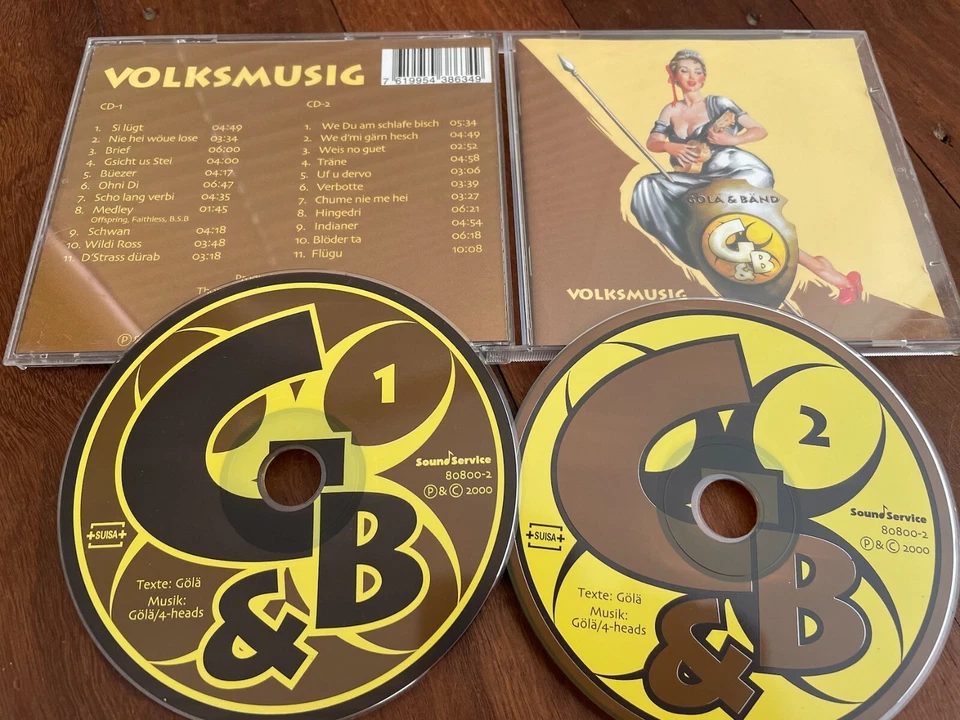 VOLKSMUSIG
7 619954 386349
CD-1
1. Si lügt 04:49
2. Nie hei wöue lose 03:34
3. Brief 06:00
4. Gsicht us Stei 04:00
5. Büezer 04:17
6. Ohni Di 06:47
7. Scho lang verbi 04:35
8. Medley 01:45
Offspring, Faithless, B.S.B
9. Schwan 04:18
10. Wildi Ross 03:48
11. D'Strass dürab 03:18
CD-2
1. We Du am schlafe bisch 05:34
2. We d'mi gärn hesch 04:49
3. Weis no guet 02:52
4. Träne 04:58
5. Uf u dervo 03:06
6. Verbotte 03:39
7. Chume nie me hei 03:27
8. Hingedri 06:21
9. Indianer 04:54
10. Blöder ta 06:18
11. Flügu 10:08
℗
GÖLÄ & BÄND
G&B
VOLKSMUSIG
G&B
1
SoundService
80800-2
℗ & © 2000
+SUISA+
Texte: Gölä
Musik:
Gölä/4-heads
G&B
2
SoundService
80800-2
℗ & © 2000
+SUISA+
Texte: Gölä
Musik:
Gölä/4-heads